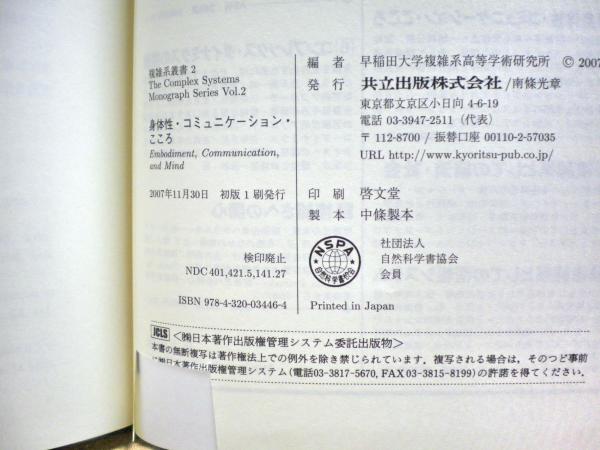 複雑系叢書 2
The Complex Systems
Monograph Series Vol.2
身体性・コミュニケーション・
こころ
Embodiment, Communication,
and Mind
2007年11月30日 初版1刷発行
検印廃止
NDC 401,421.5,141.27
ISBN 978-4-320-03446-4
編者 早稲田大学複雑系高等学術研究所 © 2007
発行 共立出版株式会社/南條光章
東京都文京区小日向 4-6-19
電話 03-3947-2511 (代表)
〒112-8700 / 振替口座 00110-2-57035
URL http://www.kyoritsu-pub.co.jp/
印刷 啓文堂
製本 中條製本
NSPA
自然科学書協会
社団法人
自然科学書協会
会員
Printed in Japan
JCLS <㈱日本著作出版権管理システム委託出版物>
本書の無断複写は著作権法上での例外を除き禁じられています.複写される場合は,そのつど事前
に㈱日本著作出版権管理システム(電話03-3817-5670, FAX 03-3815-8199)の許諾を得てください.